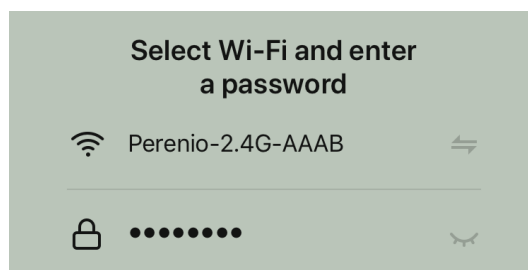 Select Wi-Fi and enter
a password
Perenio-2.4G-AAAB
••••••••